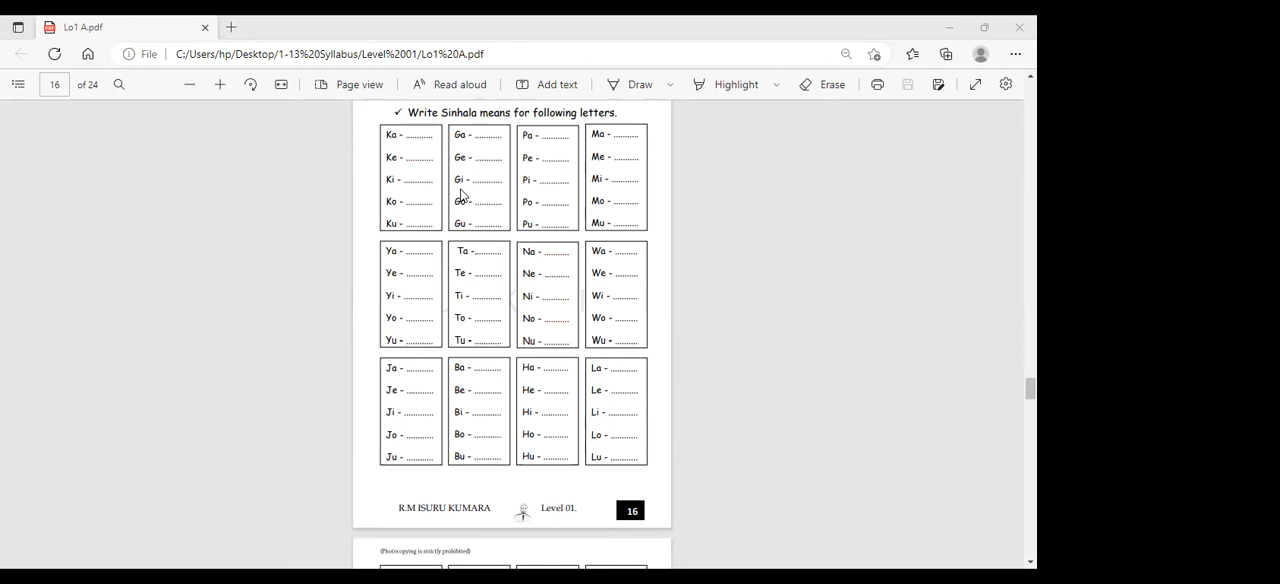 Lo1 A.pdf
File C:/Users/hp/Desktop/1-13%20Syllabus/Level%2001/Lo1%20A.pdf
16 of 24 Page view Read aloud Add text Draw Highlight Erase
✓ Write Sinhala means for following letters.
Ka - ............ Ga - ............ Pa - ............ Ma - ............
Ke - ............ Ge - ............ Pe - ............ Me - ............
Ki - ............ Gi - ............ Pi - ............ Mi - ............
Ko - ............ Go - ............ Po - ............ Mo - ............
Ku - ............ Gu - ............ Pu - ............ Mu - ............
Ya - ............ Ta -............ Na - ............ Wa - ............
Ye - ............ Te - ............ Ne - ............ We - ............
Yi - ............ Ti - ............ Ni - ............ Wi - ............
Yo - ............ To - ............ No - ............ Wo - ............
Yu - ............ Tu - ............ Nu - ............ Wu - ............
Ja - ............ Ba - ............ Ha - ............ La - ............
Je - ............ Be - ............ He - ............ Le - ............
Ji - ............ Bi - ............ Hi - ............ Li - ............
Jo - ............ Bo - ............ Ho - ............ Lo - ............
Ju - ............ Bu - ............ Hu - ............ Lu - ............
R.M ISURU KUMARA Level 01. 16
(Photocopying is strictly prohibited)